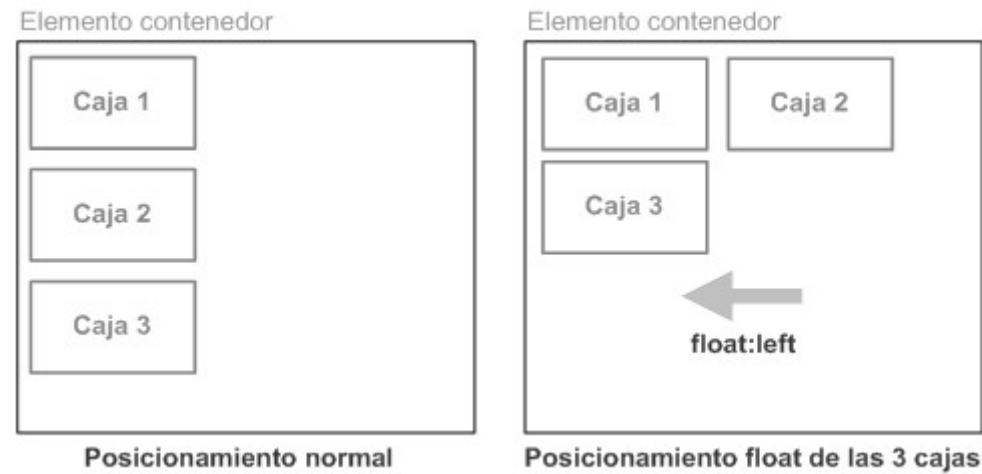 Elemento contenedor
Caja 1
Caja 2
Caja 3
Posicionamiento normal
Elemento contenedor
Caja 1 Caja 2
Caja 3
float:left
Posicionamiento float de las 3 cajas